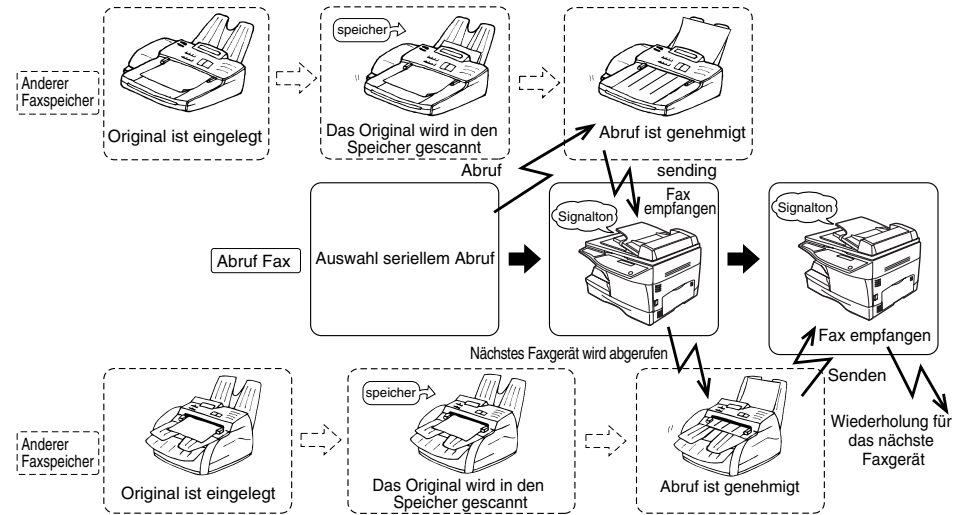 speicher
Anderer
Faxspeicher
Original ist eingelegt
Das Original wird in den
Speicher gescannt
Abruf ist genehmigt
Abruf
sending
Fax
empfangen
Signalton
Signalton
Abruf Fax
Auswahl seriellem Abruf
Fax empfangen
Nächstes Faxgerät wird abgerufen
Senden
speicher
Wiederholung für
das nächste
Faxgerät
Anderer
Faxspeicher
Original ist eingelegt
Das Original wird in den
Speicher gescannt
Abruf ist genehmigt